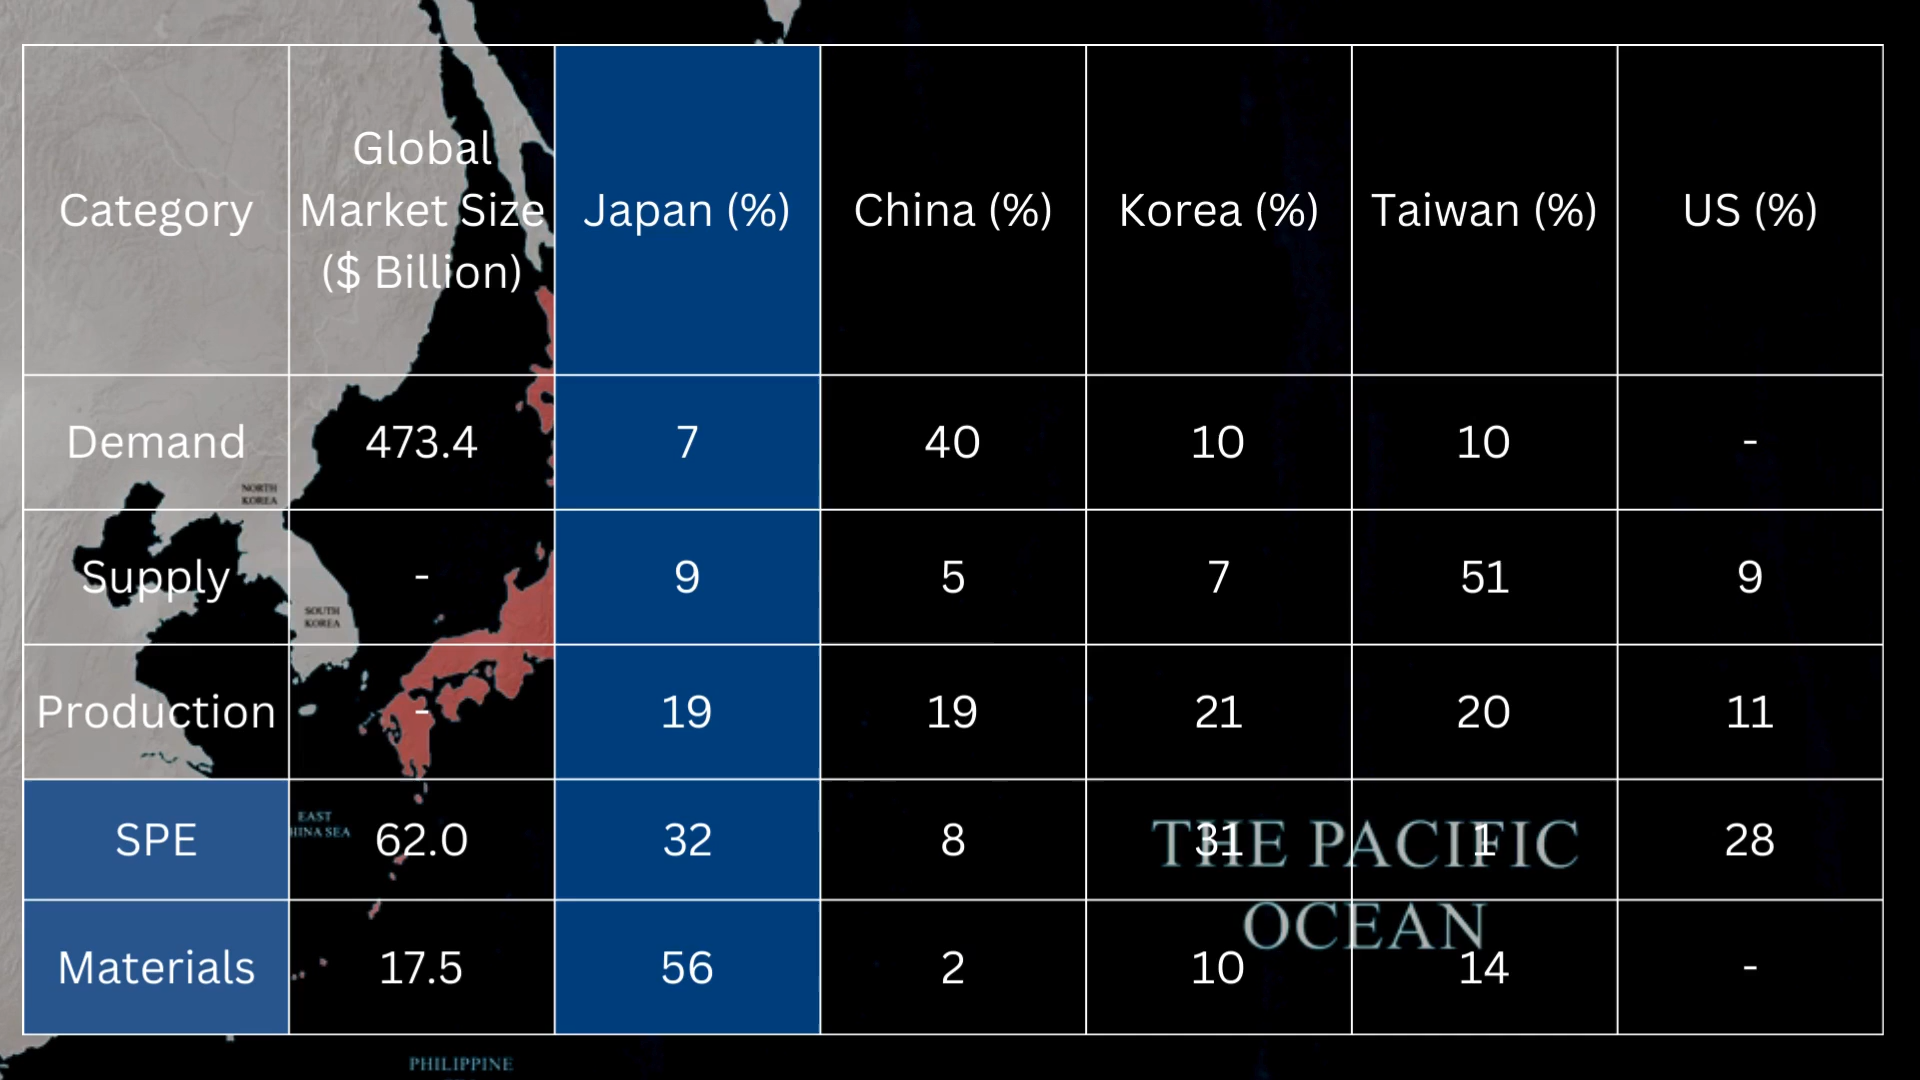 Category
Global
Market Size
($ Billion)
Japan (%)
China (%)
Korea (%)
Taiwan (%)
US (%)
Demand
473.4
7
40
10
10
-
Supply
-
9
5
7
51
9
Production
-
19
19
21
20
11
SPE
62.0
32
8
31
1
28
Materials
17.5
56
2
10
14
-
NORTH
KOREA
SOUTH
KOREA
EAST
HINA SEA
THE PACIFIC
OCEAN
PHILIPPINE